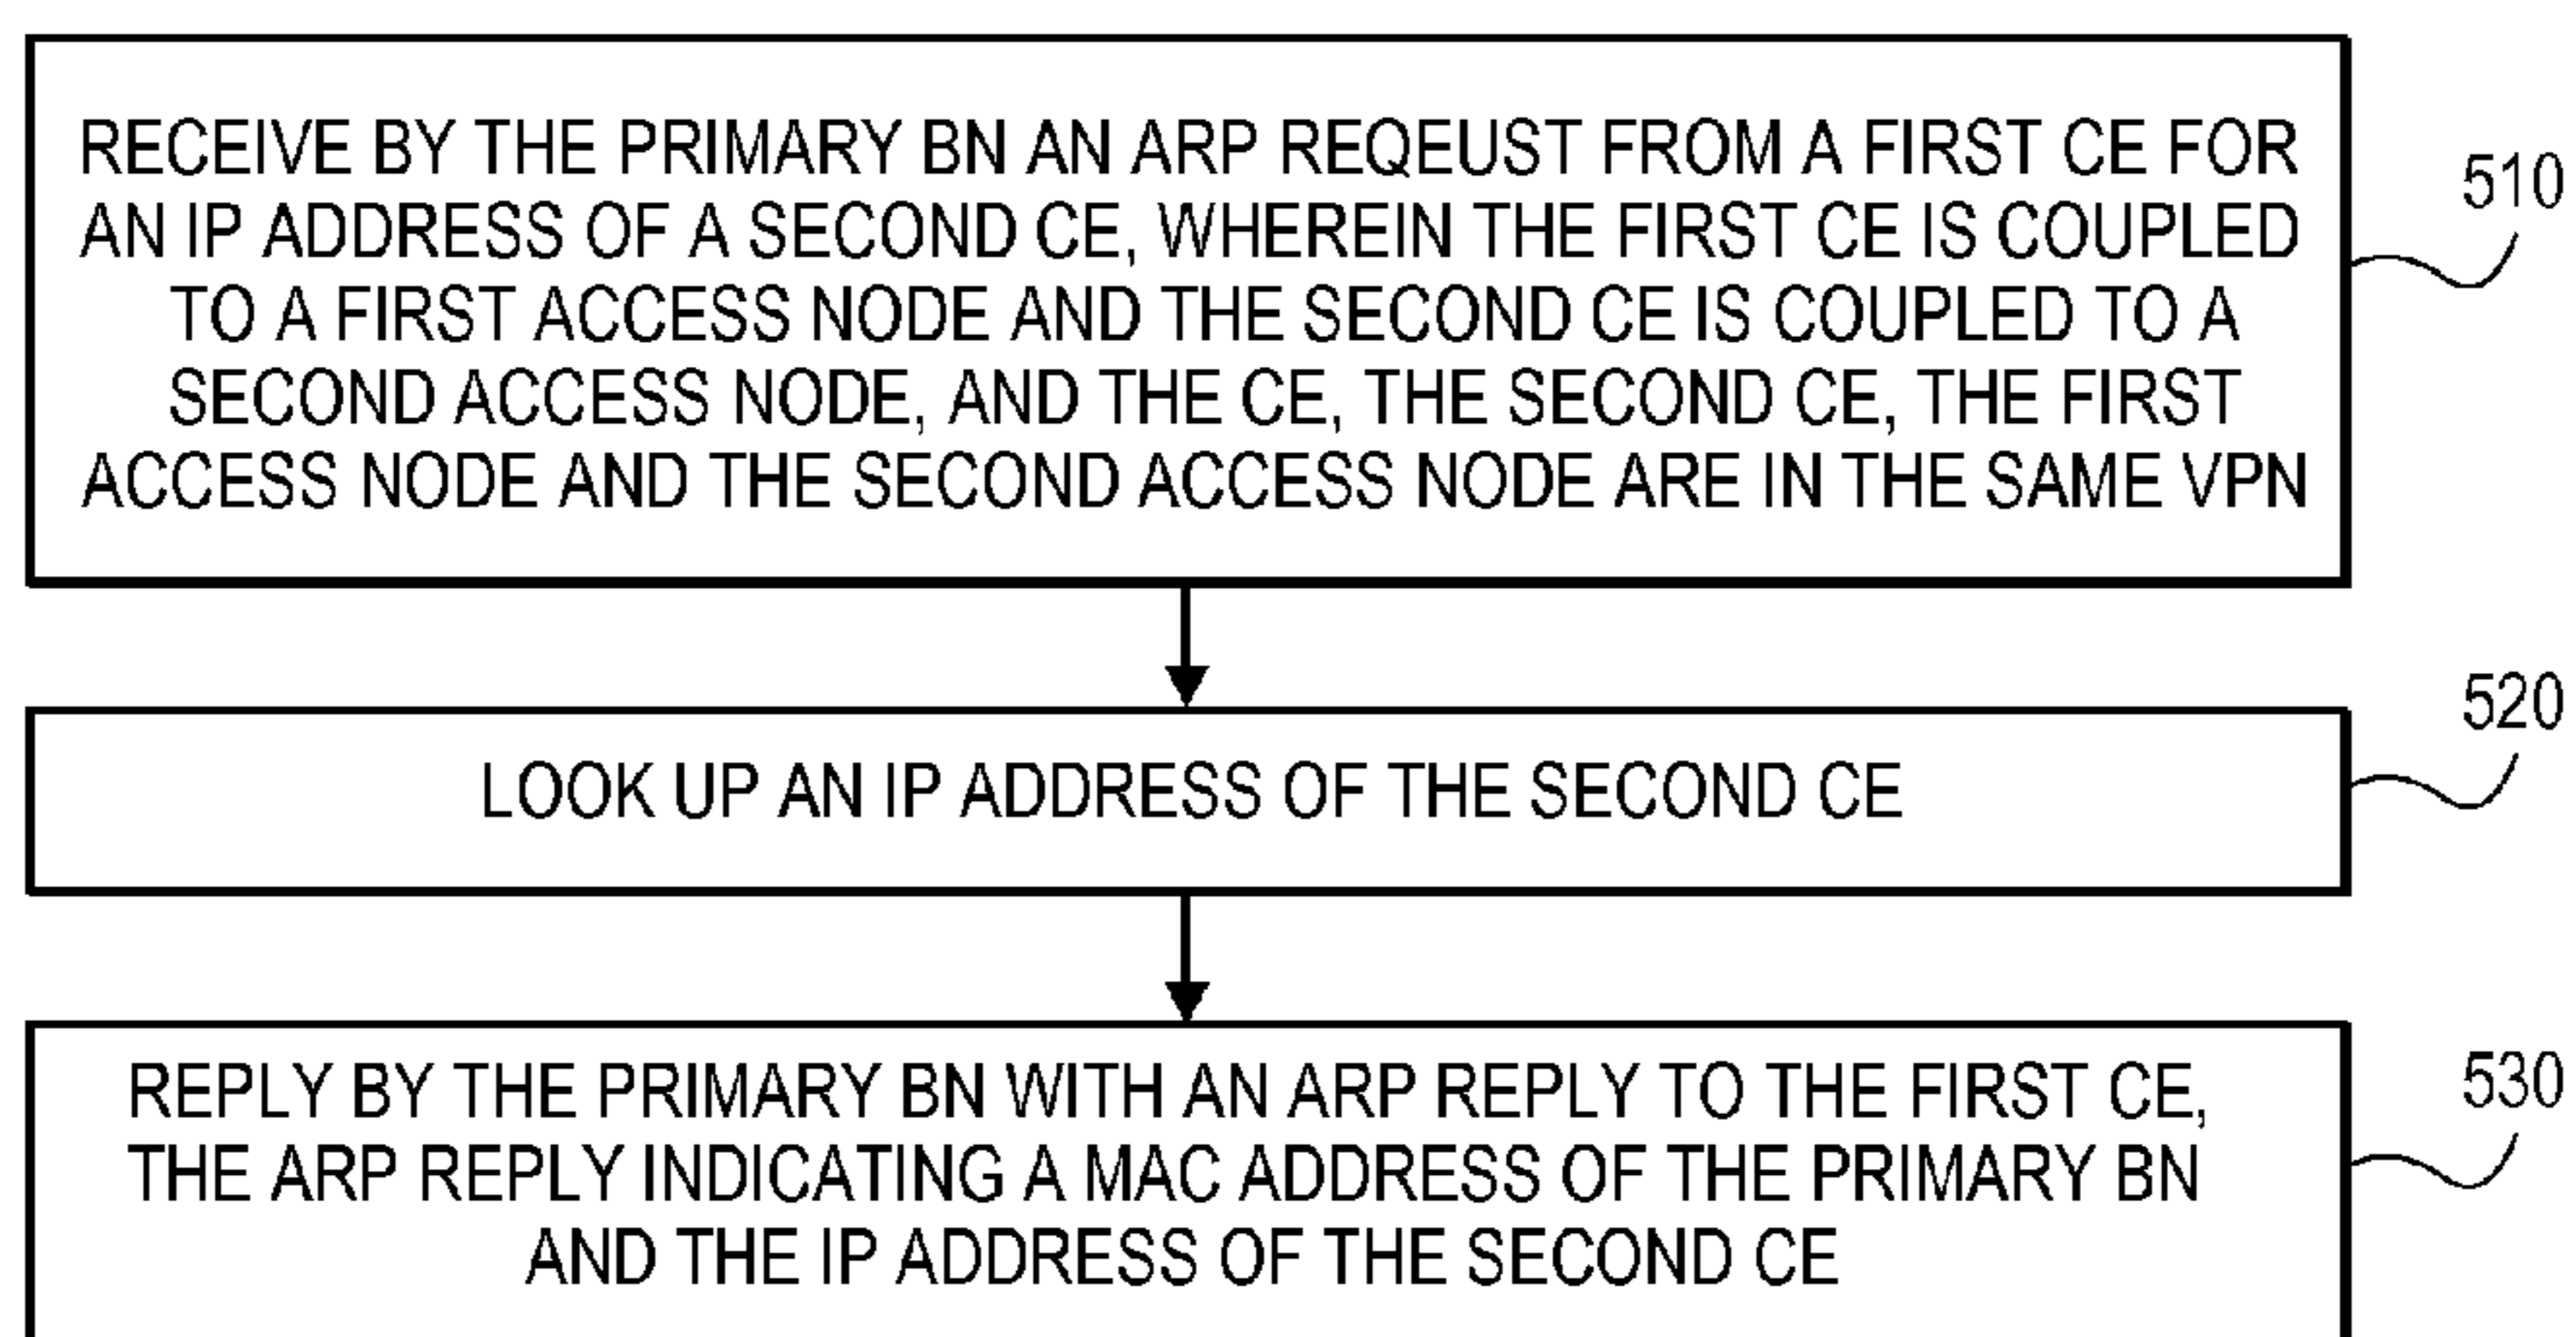 RECEIVE BY THE PRIMARY BN AN ARP REQEUST FROM A FIRST CE FOR
AN IP ADDRESS OF A SECOND CE, WHEREIN THE FIRST CE IS COUPLED
TO A FIRST ACCESS NODE AND THE SECOND CE IS COUPLED TO A
SECOND ACCESS NODE, AND THE CE, THE SECOND CE, THE FIRST
ACCESS NODE AND THE SECOND ACCESS NODE ARE IN THE SAME VPN
510
LOOK UP AN IP ADDRESS OF THE SECOND CE
520
REPLY BY THE PRIMARY BN WITH AN ARP REPLY TO THE FIRST CE,
THE ARP REPLY INDICATING A MAC ADDRESS OF THE PRIMARY BN
AND THE IP ADDRESS OF THE SECOND CE
530